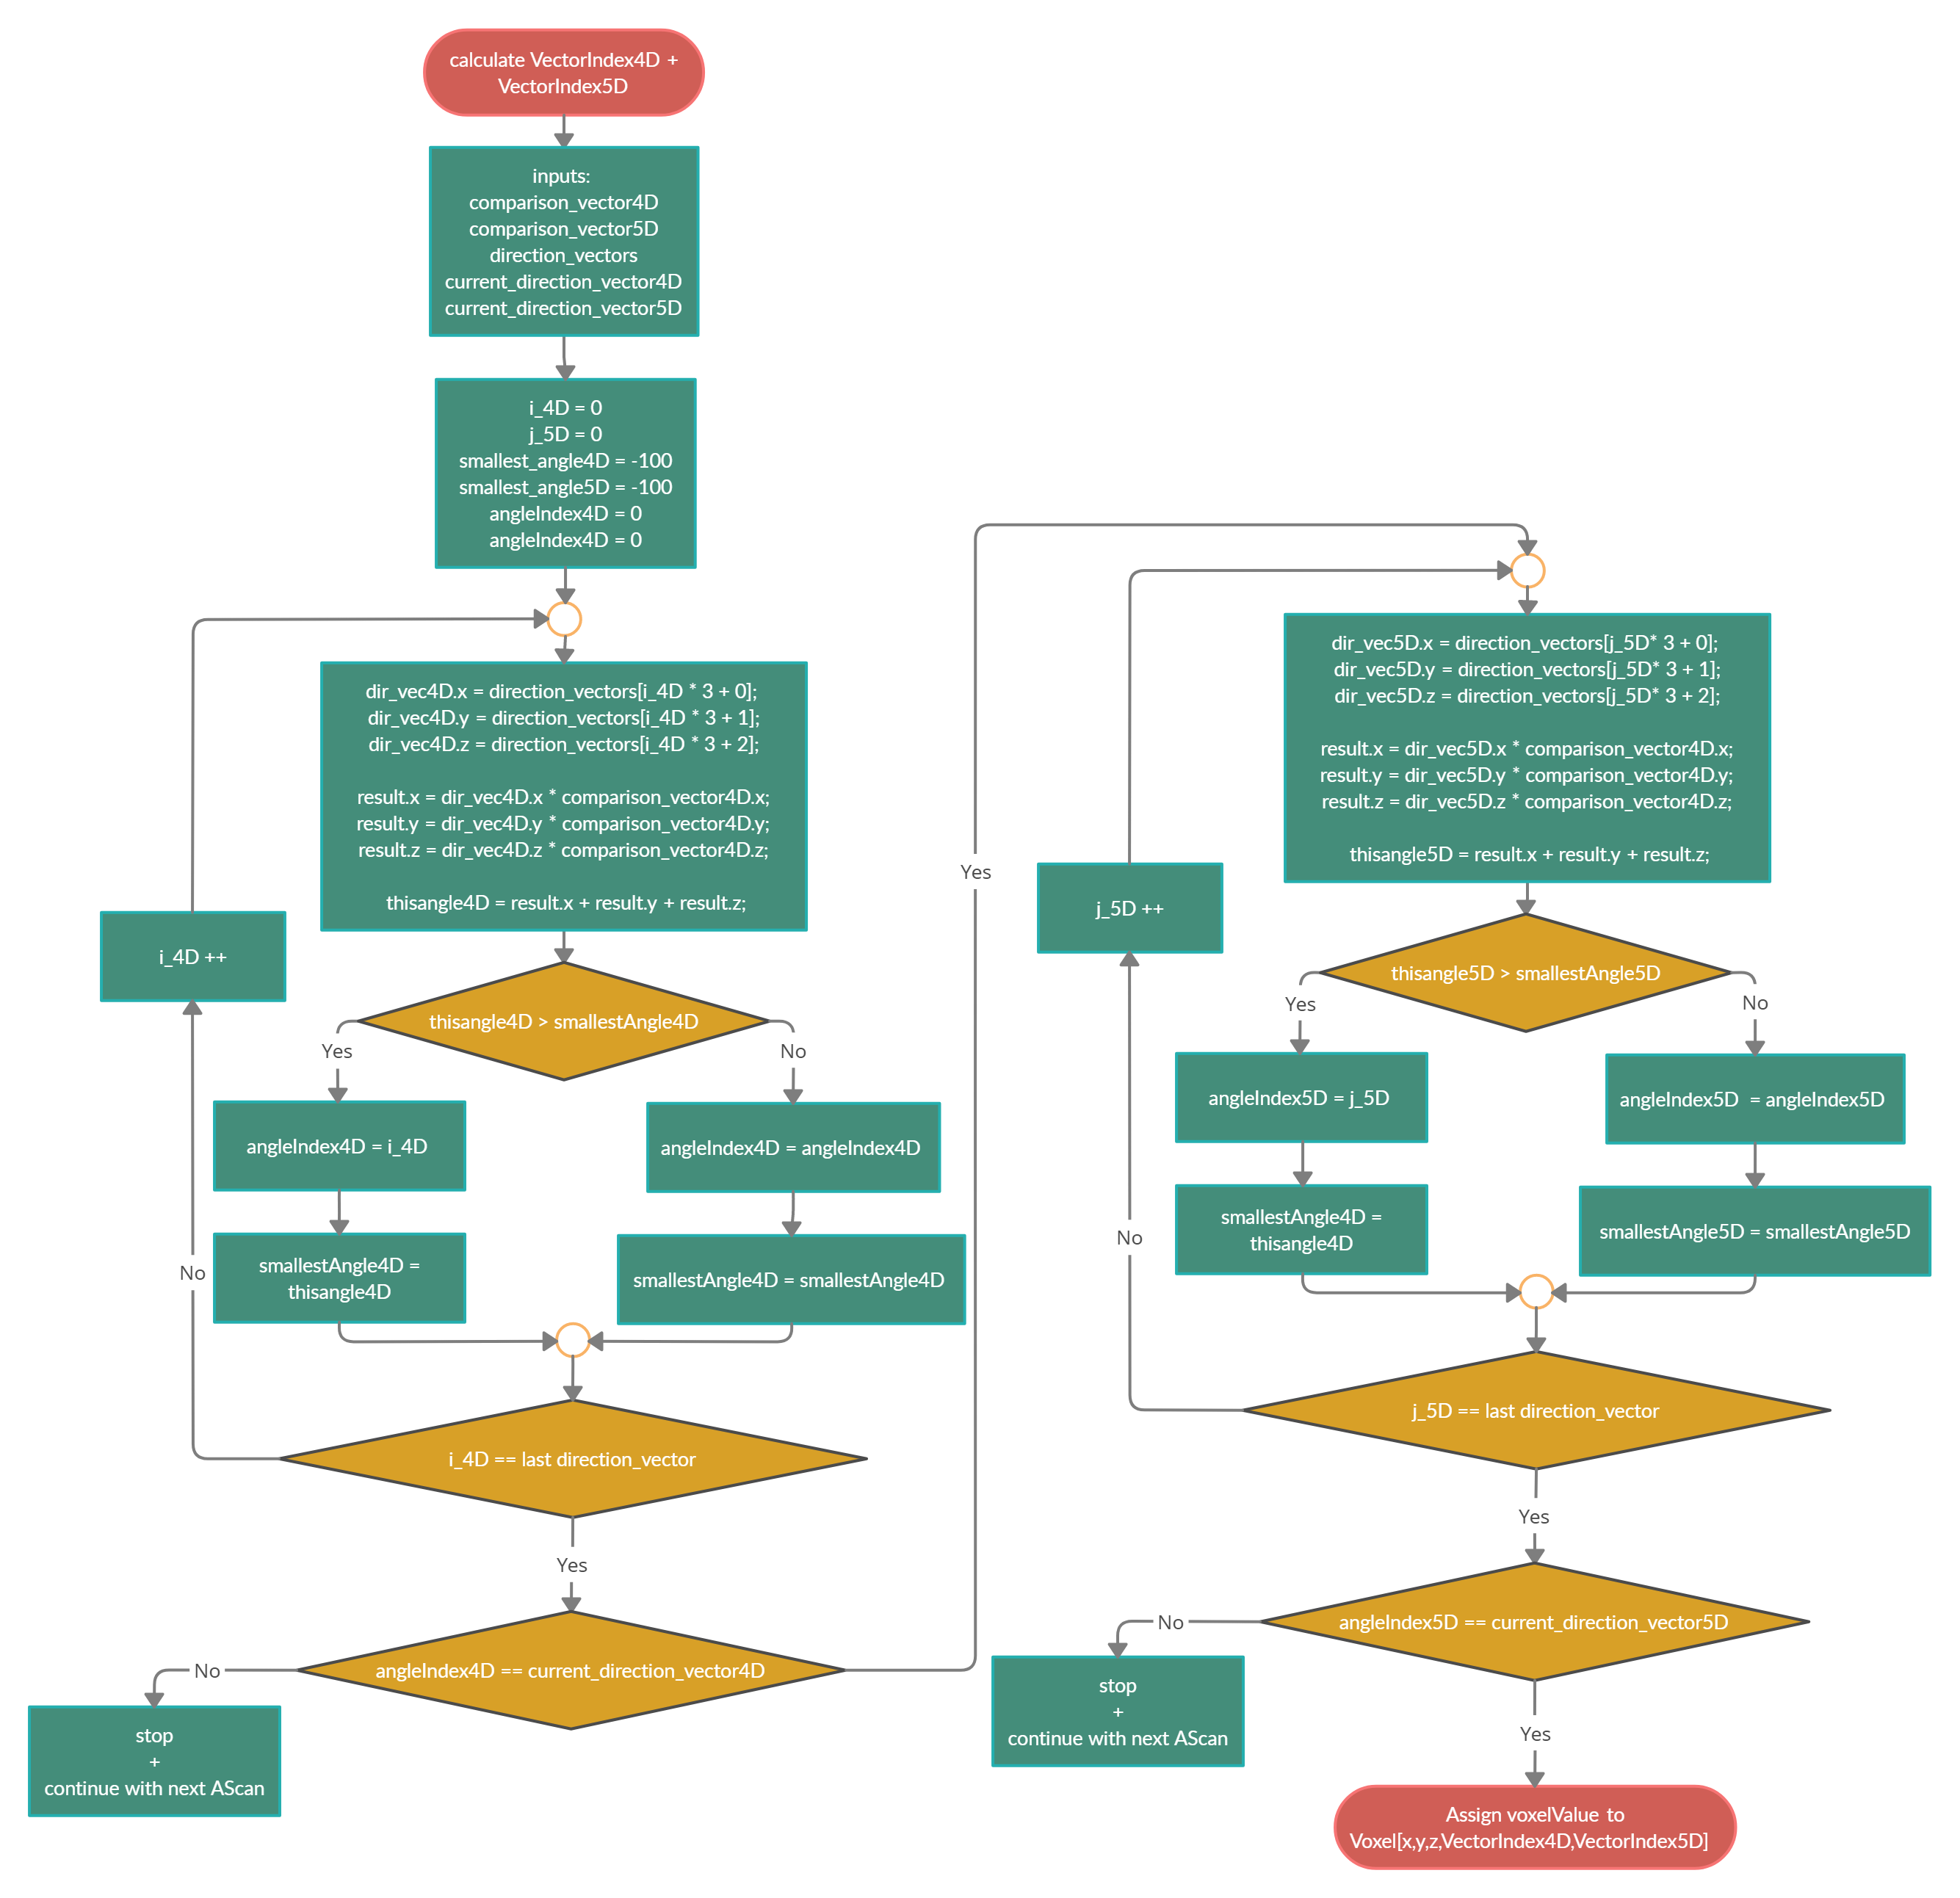 calculate VectorIndex4D +
VectorIndex5D
inputs:
comparison_vector4D
comparison_vector5D
direction_vectors
current_direction_vector4D
current_direction_vector5D
i_4D = 0
j_5D = 0
smallest_angle4D = -100
smallest_angle5D = -100
angleIndex4D = 0
angleIndex4D = 0
dir_vec4D.x = direction_vectors[i_4D * 3 + 0];
dir_vec4D.y = direction_vectors[i_4D * 3 + 1];
dir_vec4D.z = direction_vectors[i_4D * 3 + 2];
result.x = dir_vec4D.x * comparison_vector4D.x;
result.y = dir_vec4D.y * comparison_vector4D.y;
result.z = dir_vec4D.z * comparison_vector4D.z;
thisangle4D = result.x + result.y + result.z;
i_4D ++
thisangle4D > smallestAngle4D
Yes
No
angleIndex4D = i_4D
angleIndex4D = angleIndex4D
smallestAngle4D =
thisangle4D
smallestAngle4D = smallestAngle4D
No
i_4D == last direction_vector
Yes
angleIndex4D == current_direction_vector4D
No
stop
+
continue with next AScan
Yes
dir_vec5D.x = direction_vectors[j_5D* 3 + 0];
dir_vec5D.y = direction_vectors[j_5D* 3 + 1];
dir_vec5D.z = direction_vectors[j_5D* 3 + 2];
result.x = dir_vec5D.x * comparison_vector4D.x;
result.y = dir_vec5D.y * comparison_vector4D.y;
result.z = dir_vec5D.z * comparison_vector4D.z;
thisangle5D = result.x + result.y + result.z;
j_5D ++
thisangle5D > smallestAngle5D
Yes
No
angleIndex5D = j_5D
angleIndex5D = angleIndex5D
smallestAngle4D =
thisangle4D
smallestAngle5D = smallestAngle5D
No
j_5D == last direction_vector
Yes
angleIndex5D == current_direction_vector5D
No
stop
+
continue with next AScan
Yes
Assign voxelValue to
Voxel[x,y,z,VectorIndex4D,VectorIndex5D]